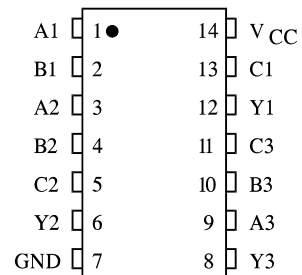 A1 1 14 VCC
B1 2 13 C1
A2 3 12 Y1
B2 4 11 C3
C2 5 10 B3
Y2 6 9 A3
GND 7 8 Y3